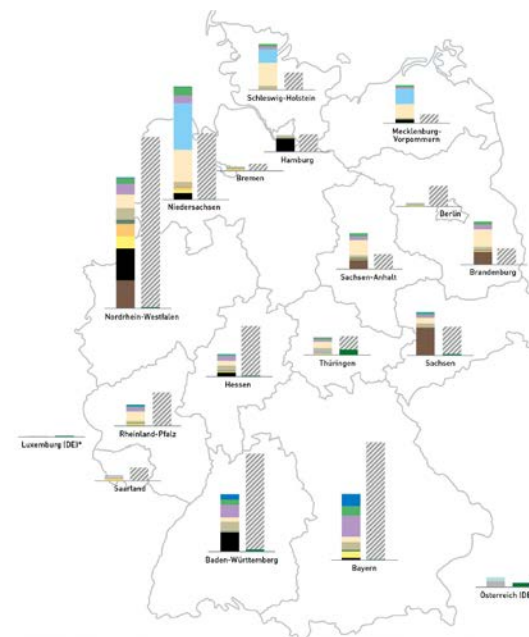 Schleswig-Holstein
Mecklenburg-
Vorpommern
Hamburg
Bremen
Niedersachsen
Berlin
Brandenburg
Sachsen-Anhalt
Nordrhein-Westfalen
Thüringen
Sachsen
Hessen
Rheinland-Pfalz
Luxemburg (DE)*
Saarland
Baden-Württemberg
Bayern
Österreich (DE